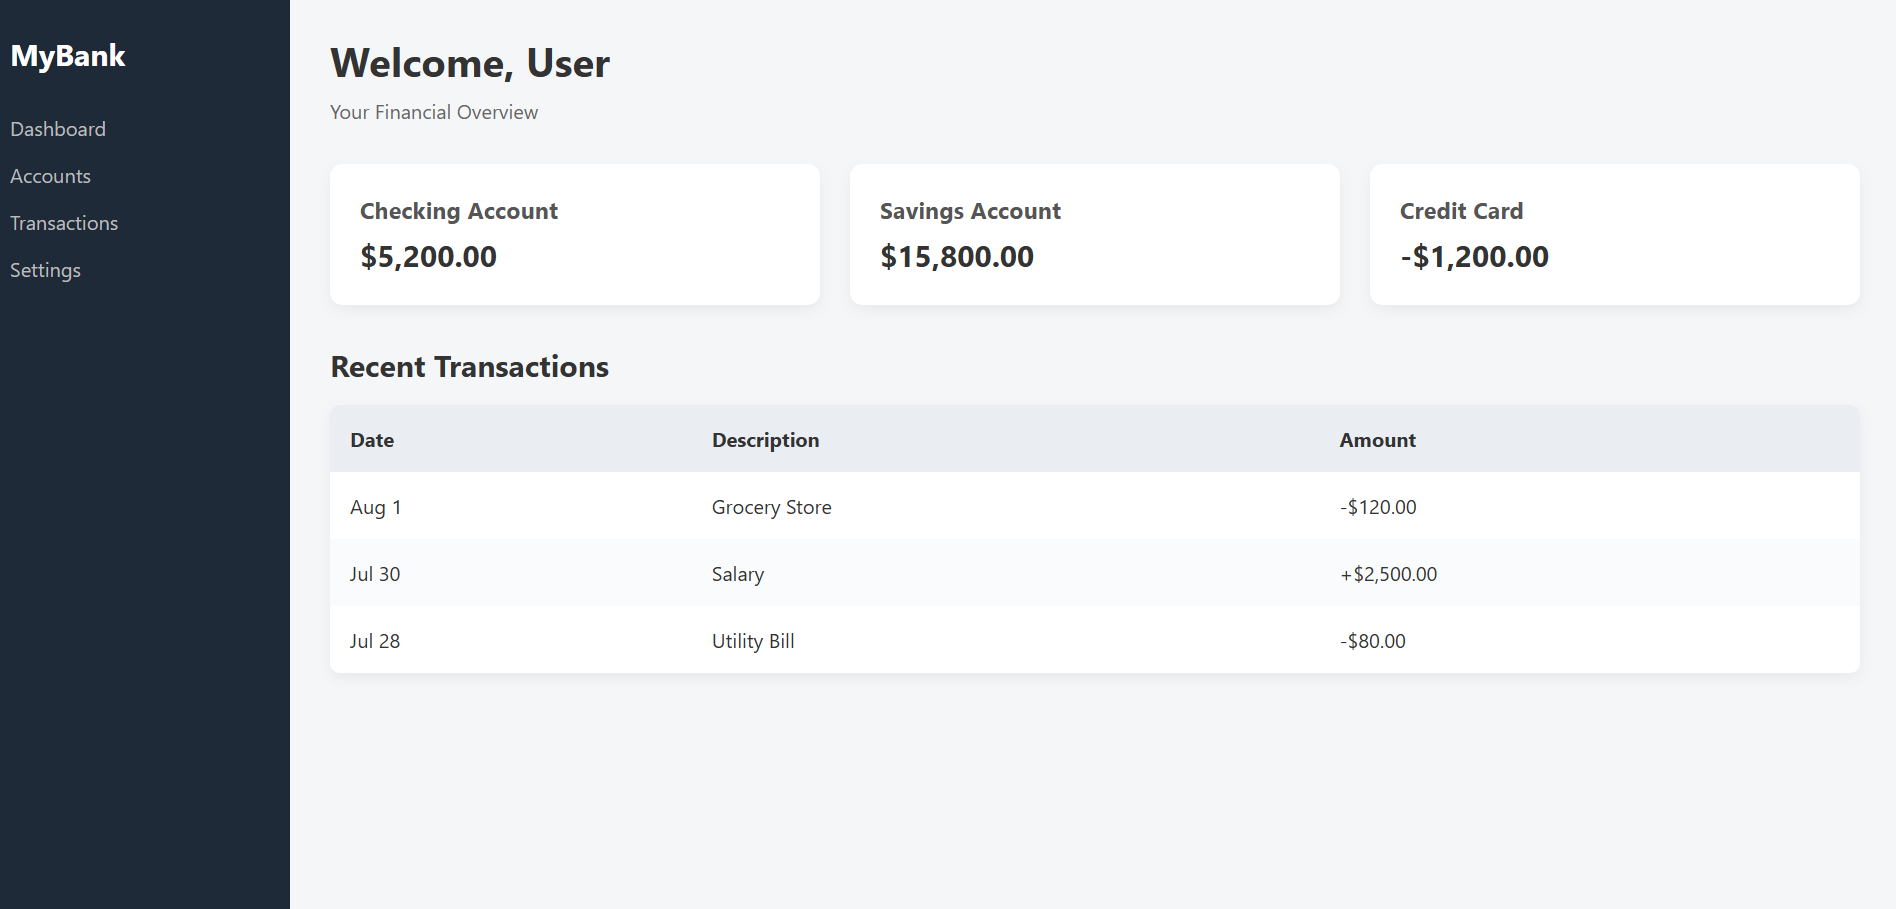 MyBank
Dashboard
Accounts
Transactions
Settings
Welcome, User
Your Financial Overview
Checking Account
$5,200.00
Savings Account
$15,800.00
Credit Card
-$1,200.00
Recent Transactions
Date Description Amount
Aug 1 Grocery Store -$120.00
Jul 30 Salary +$2,500.00
Jul 28 Utility Bill -$80.00